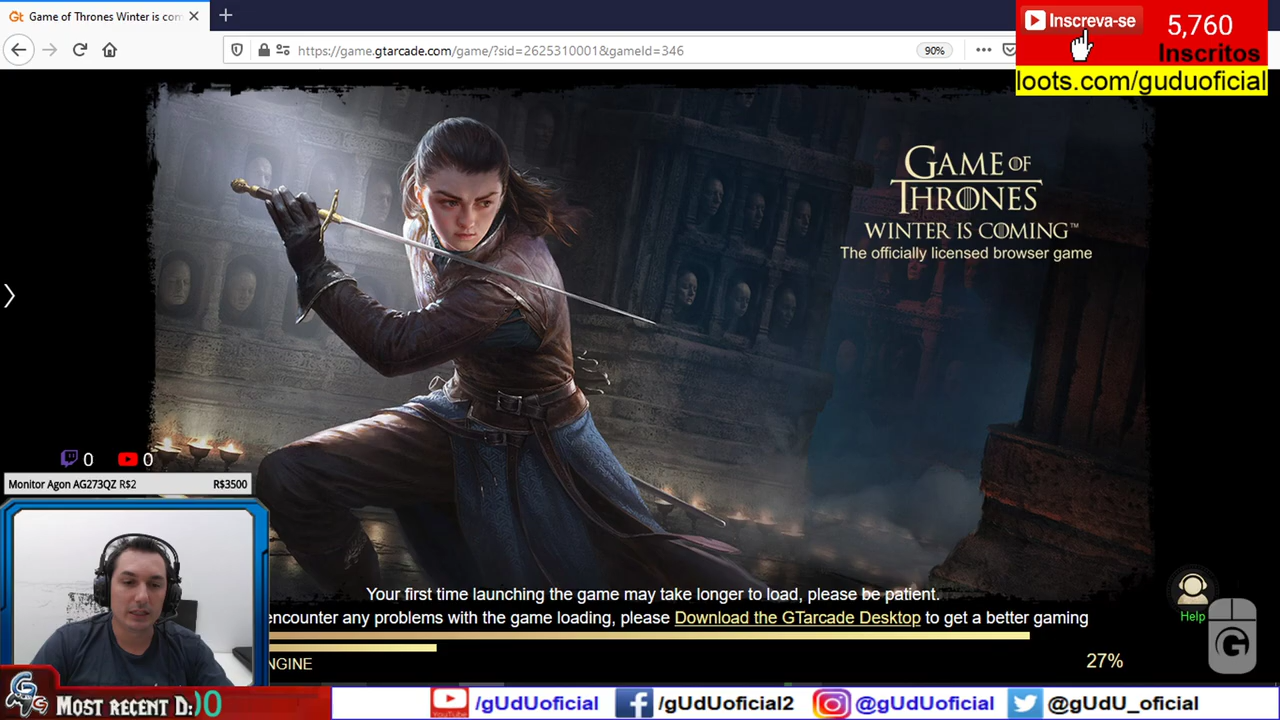 Gt Game of Thrones Winter is com
Inscreva-se
5,760
Inscritos
https://game.gtarcade.com/game/?sid=2625310001&gameId=346
90%
loots.com/guduoficial
GAME OF
THRONES
WINTER IS COMING™
The officially licensed browser game
0
0
Monitor Agon AG273QZ R$2
R$3500
Your first time launching the game may take longer to load, please be patient.
encounter any problems with the game loading, please Download the GTarcade Desktop to get a better gaming
Help
NGINE
27%
MOST RECENT D:
0
YouTube
/gUdUoficial
/gUdUoficial2
@gUdUoficial
@gUdU_oficial